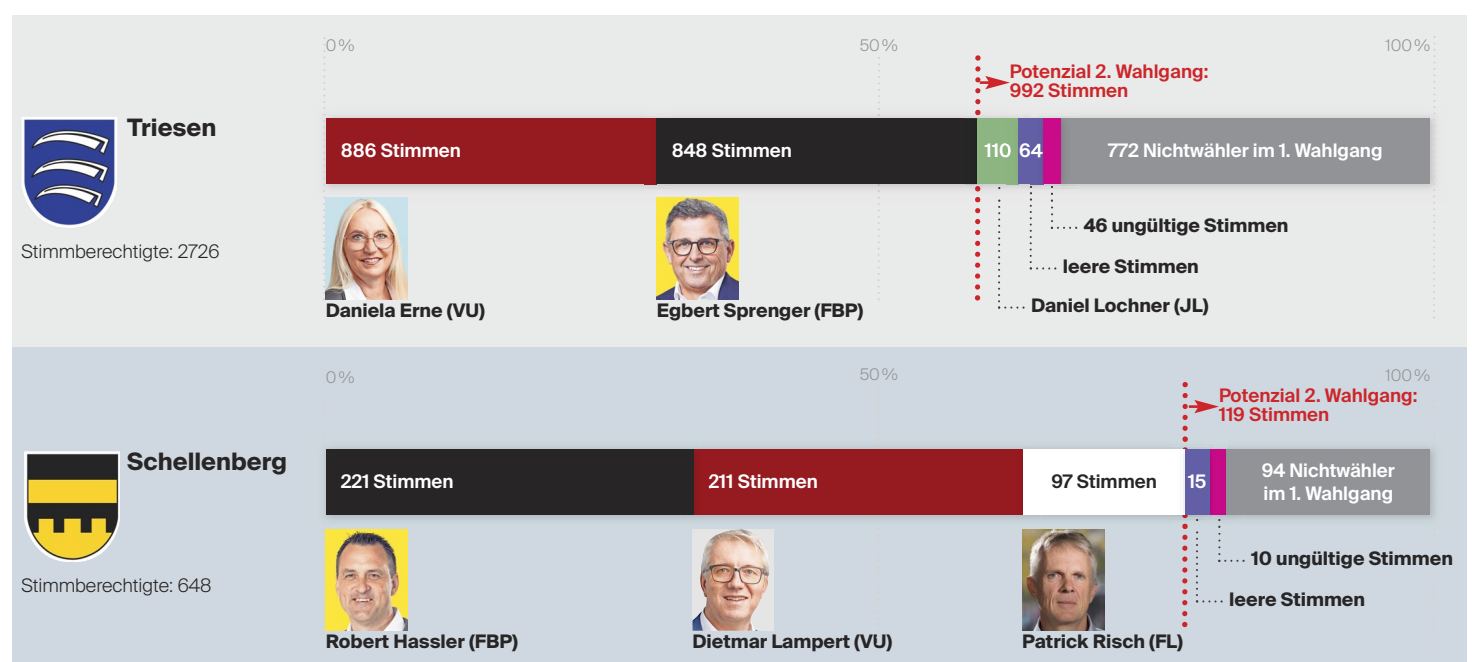 0% 50% 100%
Potenzial 2. Wahlgang:
992 Stimmen
Triesen
886 Stimmen 848 Stimmen 110 64 772 Nichtwähler im 1. Wahlgang
46 ungültige Stimmen
Stimmberechtigte: 2726
leere Stimmen
Daniel Lochner (JL)
Daniela Erne (VU) Egbert Sprenger (FBP)
0% 50% 100%
Potenzial 2. Wahlgang:
119 Stimmen
Schellenberg
221 Stimmen 211 Stimmen 97 Stimmen 15 94 Nichtwähler
im 1. Wahlgang
10 ungültige Stimmen
Stimmberechtigte: 648
leere Stimmen
Robert Hassler (FBP) Dietmar Lampert (VU) Patrick Risch (FL)